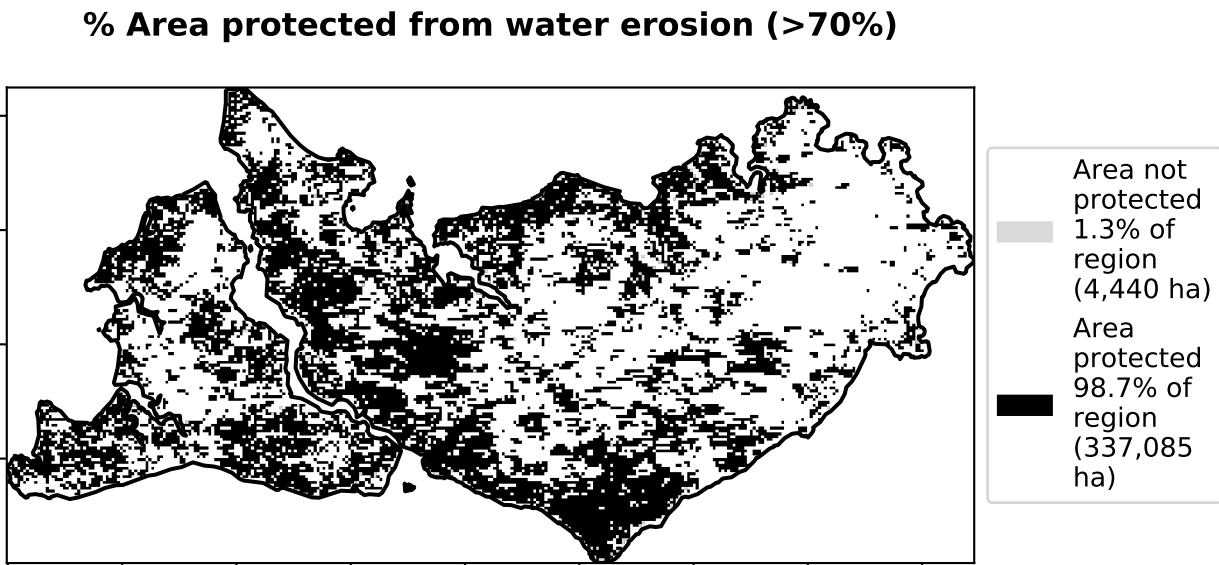 % Area protected from water erosion (>70%)
Area not
protected
1.3% of
region
(4,440 ha)
Area
protected
98.7% of
region
(337,085
ha)